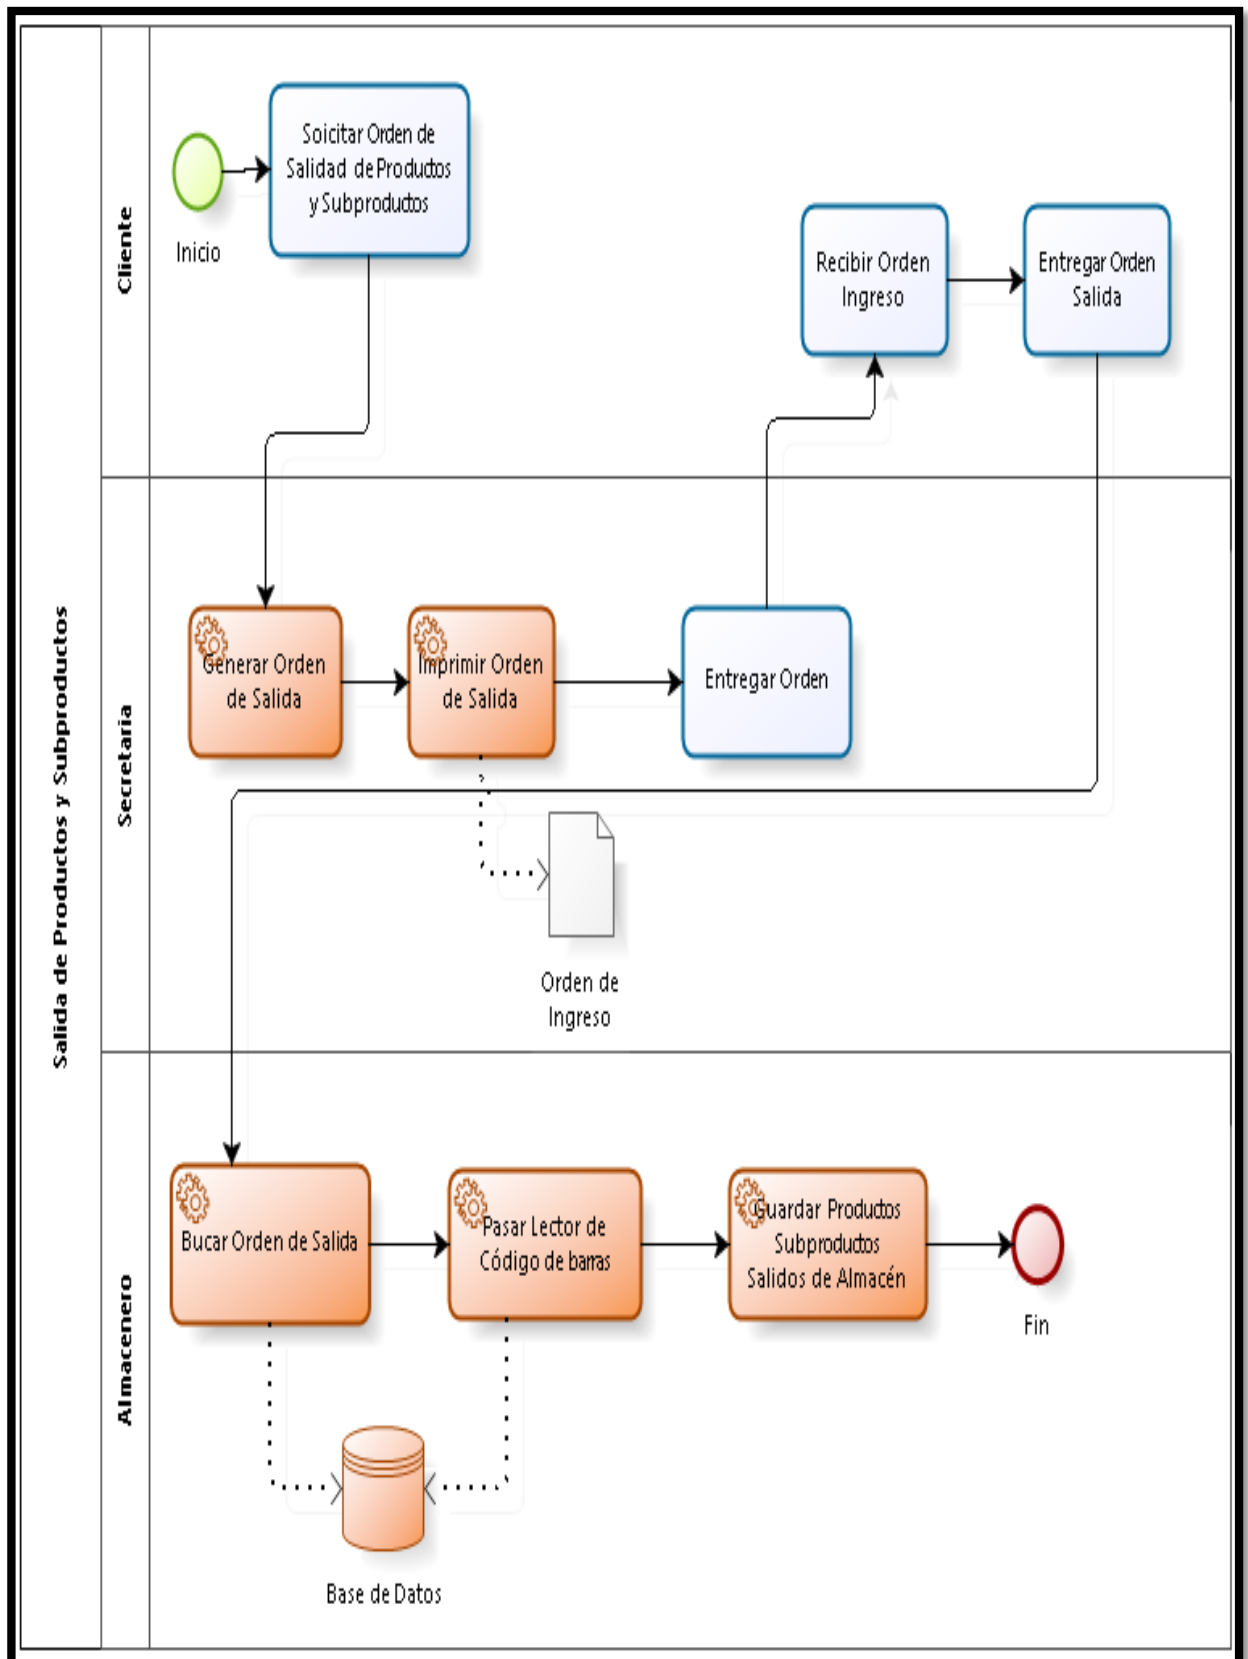 Salida de Productos y Subproductos
Cliente
Inicio
Soicitar Orden de
Salidad de Productos
y Subproductos
Recibir Orden
Ingreso
Entregar Orden
Salida
Secretaria
Generar Orden
de Salida
Imprimir Orden
de Salida
Entregar Orden
Orden de
Ingreso
Almacenero
Bucar Orden de Salida
Pasar Lector de
Código de barras
Guardar Productos
Subproductos
Salidos de Almacén
Fin
Base de Datos